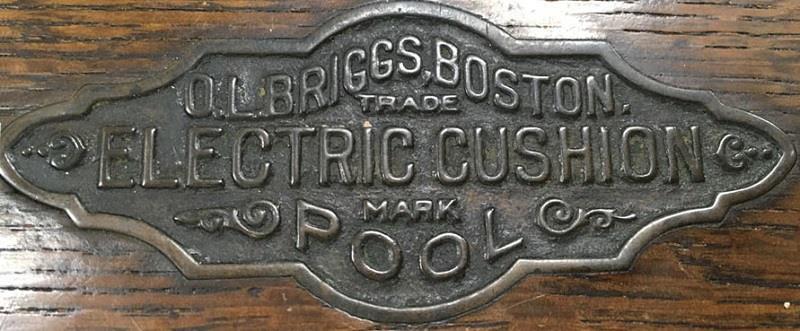 O.L. BRIGGS, BOSTON.
TRADE
ELECTRIC CUSHION
MARK
POOL